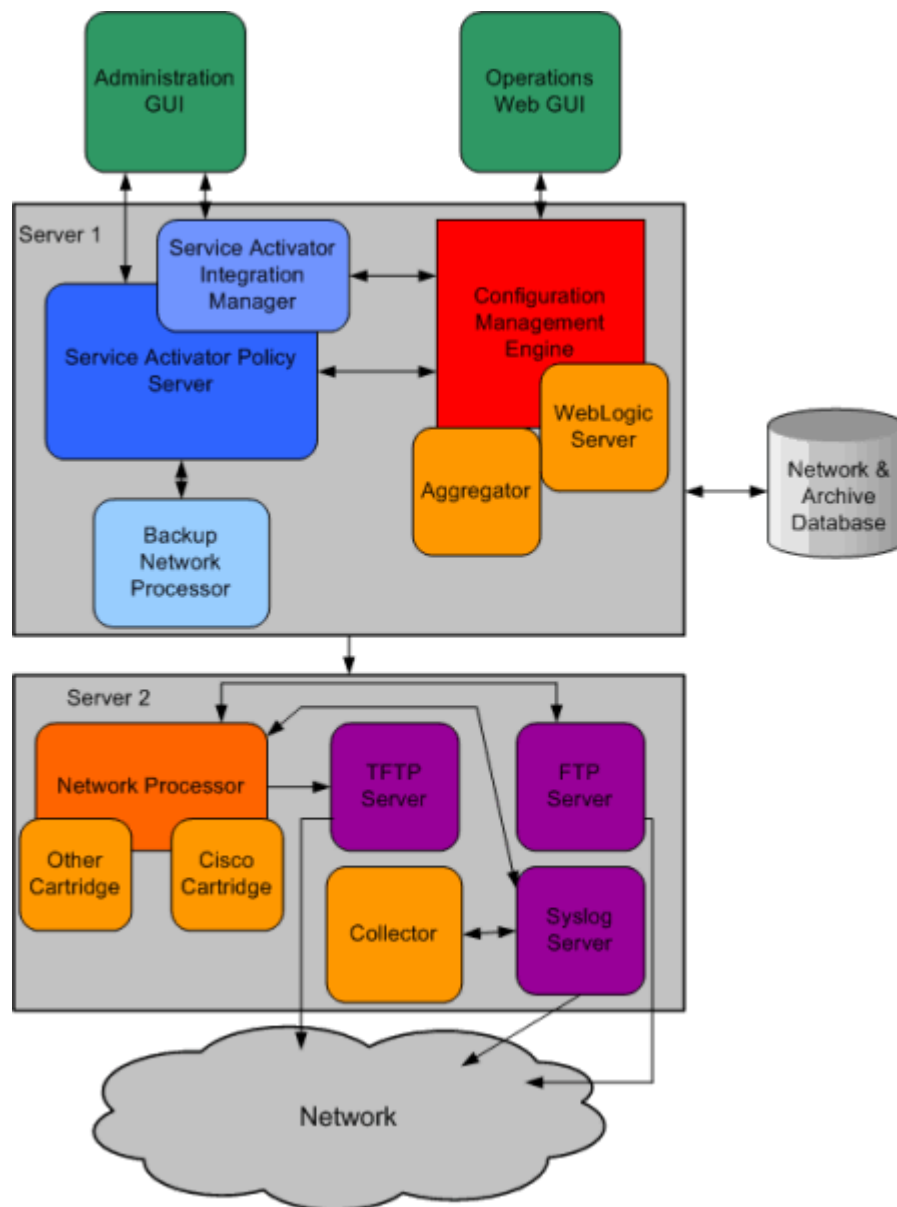 Administration
GUI
Operations
Web GUI
Server 1
Service Activator
Integration
Manager
Configuration
Management
Engine
Service Activator Policy
Server
WebLogic
Server
Aggregator
Network &
Archive
Database
Backup
Network
Processor
Server 2
Network Processor
TFTP
Server
FTP
Server
Other
Cartridge
Cisco
Cartridge
Collector
Syslog
Server
Network